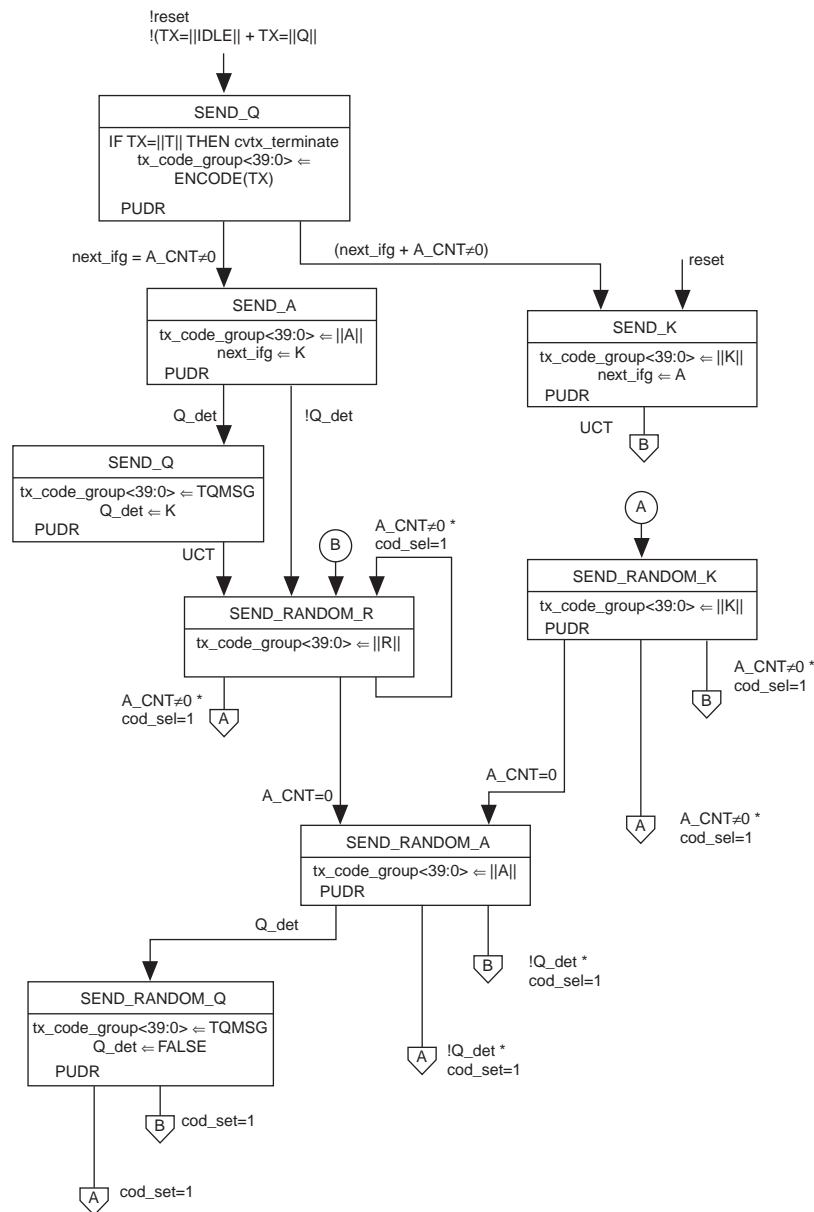 !reset
!(TX=||IDLE|| + TX=||Q||
SEND_Q
IF TX=||T|| THEN cvtx_terminate
tx_code_group<39:0> ⇐
ENCODE(TX)
PUDR
next_ifg = A_CNT≠0
(next_ifg + A_CNT≠0)
reset
SEND_A
tx_code_group<39:0> ⇐ ||A||
next_ifg ⇐ K
PUDR
SEND_K
tx_code_group<39:0> ⇐ ||K||
next_ifg ⇐ A
PUDR
Q_det
!Q_det
UCT
B
SEND_Q
tx_code_group<39:0> ⇐ TQMSG
Q_det ⇐ K
PUDR
UCT
B
A_CNT≠0 *
cod_sel=1
A
SEND_RANDOM_K
tx_code_group<39:0> ⇐ ||K||
PUDR
SEND_RANDOM_R
tx_code_group<39:0> ⇐ ||R||
A_CNT≠0 *
cod_sel=1
A
B
A_CNT≠0 *
cod_sel=1
A_CNT=0
A_CNT=0
A
A_CNT≠0 *
cod_sel=1
SEND_RANDOM_A
tx_code_group<39:0> ⇐ ||A||
PUDR
Q_det
B
!Q_det *
cod_sel=1
SEND_RANDOM_Q
tx_code_group<39:0> ⇐ TQMSG
Q_det ⇐ FALSE
PUDR
A
!Q_det *
cod_set=1
B
cod_set=1
A
cod_set=1